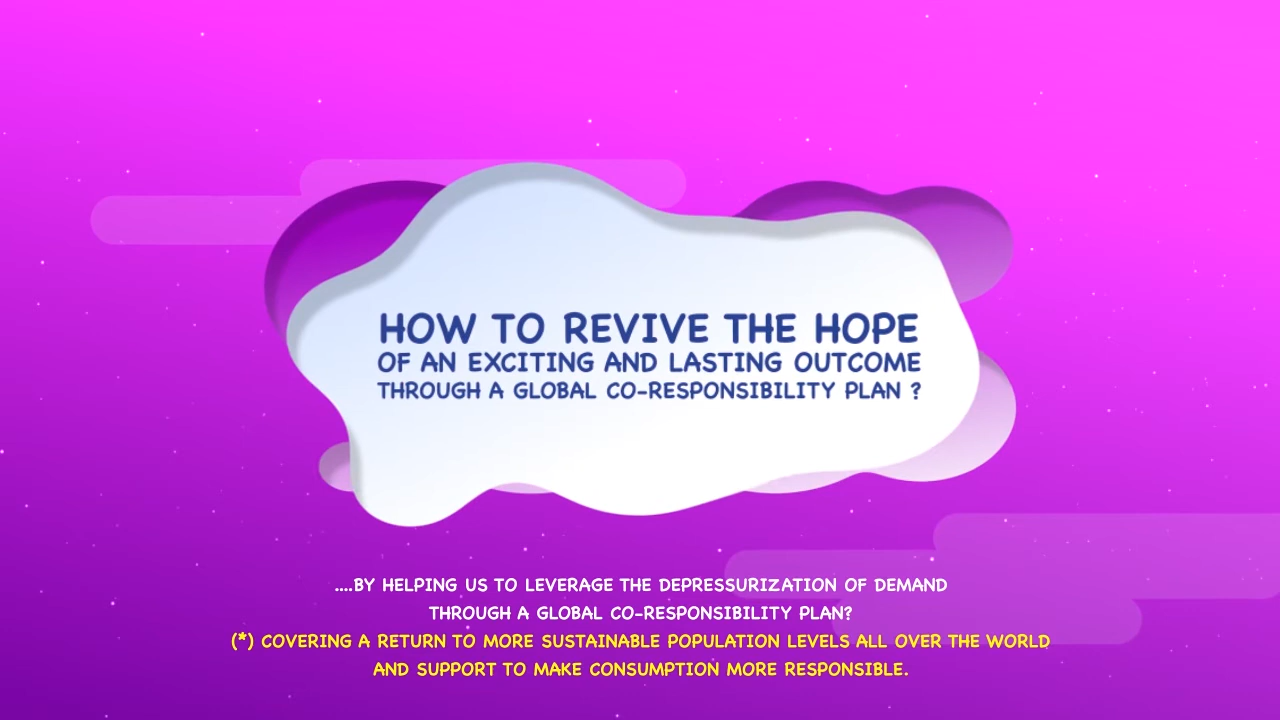 HOW TO REVIVE THE HOPE
OF AN EXCITING AND LASTING OUTCOME
THROUGH A GLOBAL CO-RESPONSIBILITY PLAN ?
....BY HELPING US TO LEVERAGE THE DEPRESSURIZATION OF DEMAND
THROUGH A GLOBAL CO-RESPONSIBILITY PLAN?
(*) COVERING A RETURN TO MORE SUSTAINABLE POPULATION LEVELS ALL OVER THE WORLD
AND SUPPORT TO MAKE CONSUMPTION MORE RESPONSIBLE.